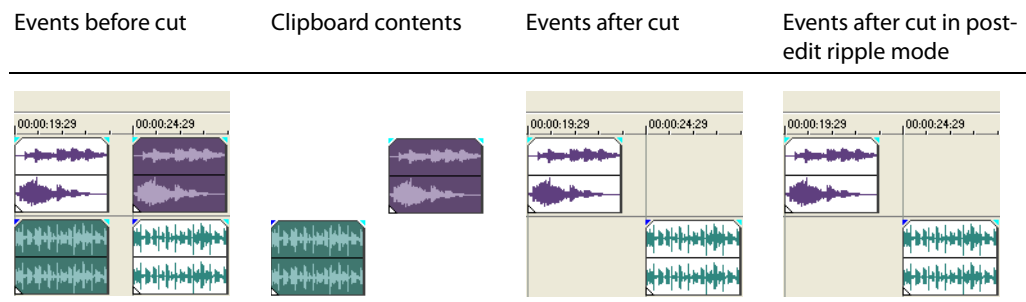 Events before cut
Clipboard contents
Events after cut
Events after cut in post-
edit ripple mode
00:00:19:29 00:00:24:29
00:00:19:29 00:00:24:29
00:00:19:29 00:00:24:29